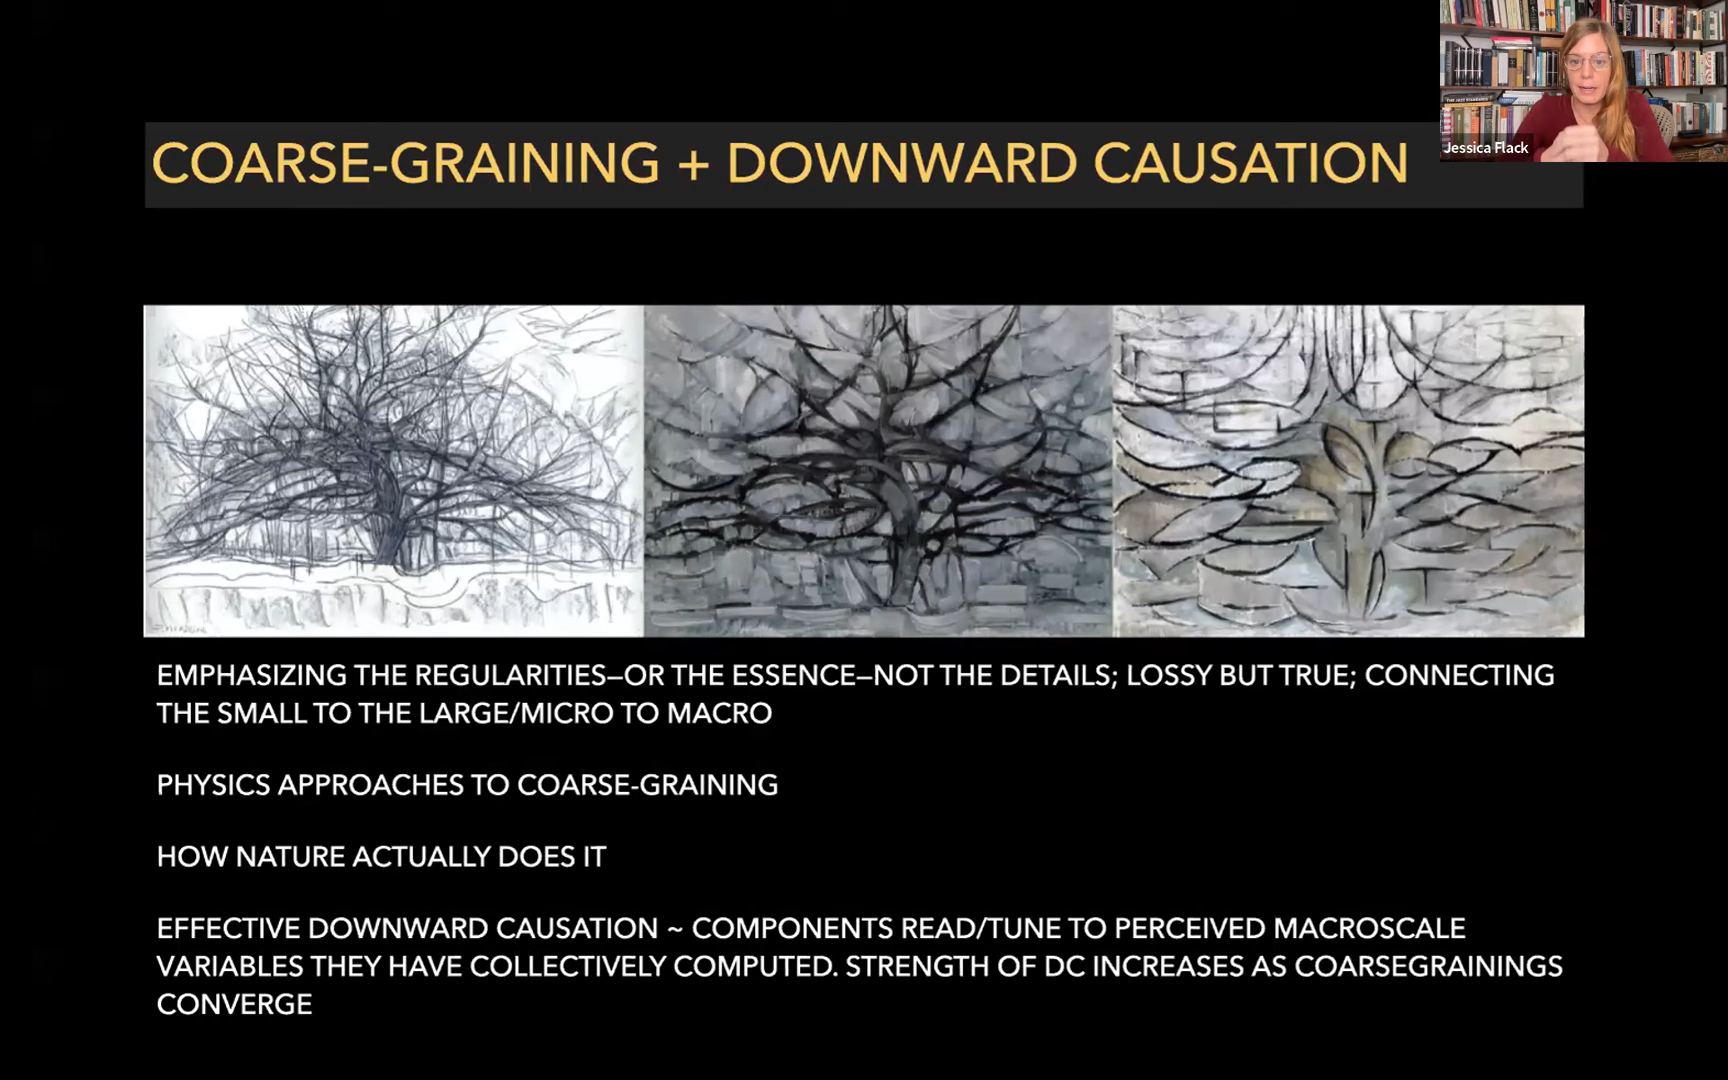 Jessica Flack
COARSE-GRAINING + DOWNWARD CAUSATION
EMPHASIZING THE REGULARITIES—OR THE ESSENCE—NOT THE DETAILS; LOSSY BUT TRUE; CONNECTING
THE SMALL TO THE LARGE/MICRO TO MACRO
PHYSICS APPROACHES TO COARSE-GRAINING
HOW NATURE ACTUALLY DOES IT
EFFECTIVE DOWNWARD CAUSATION ~ COMPONENTS READ/TUNE TO PERCEIVED MACROSCALE
VARIABLES THEY HAVE COLLECTIVELY COMPUTED. STRENGTH OF DC INCREASES AS COARSEGRAININGS
CONVERGE